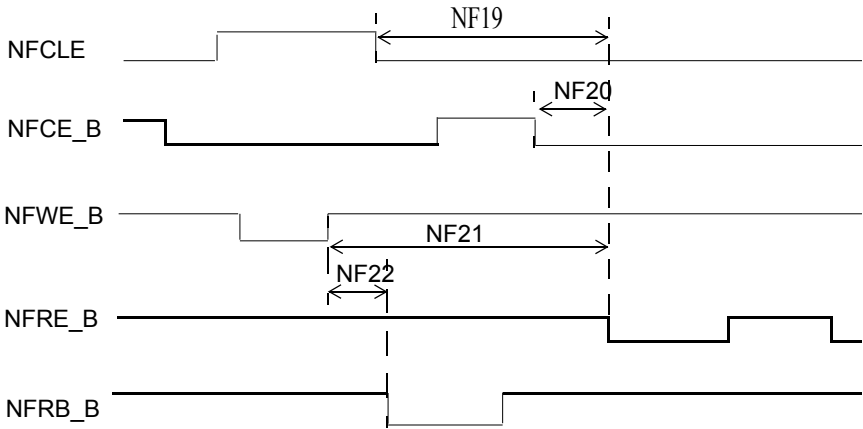 NF19
NFCLE
NF20
NFCE_B
NFWE_B
NF21
NF22
NFRE_B
NFRB_B